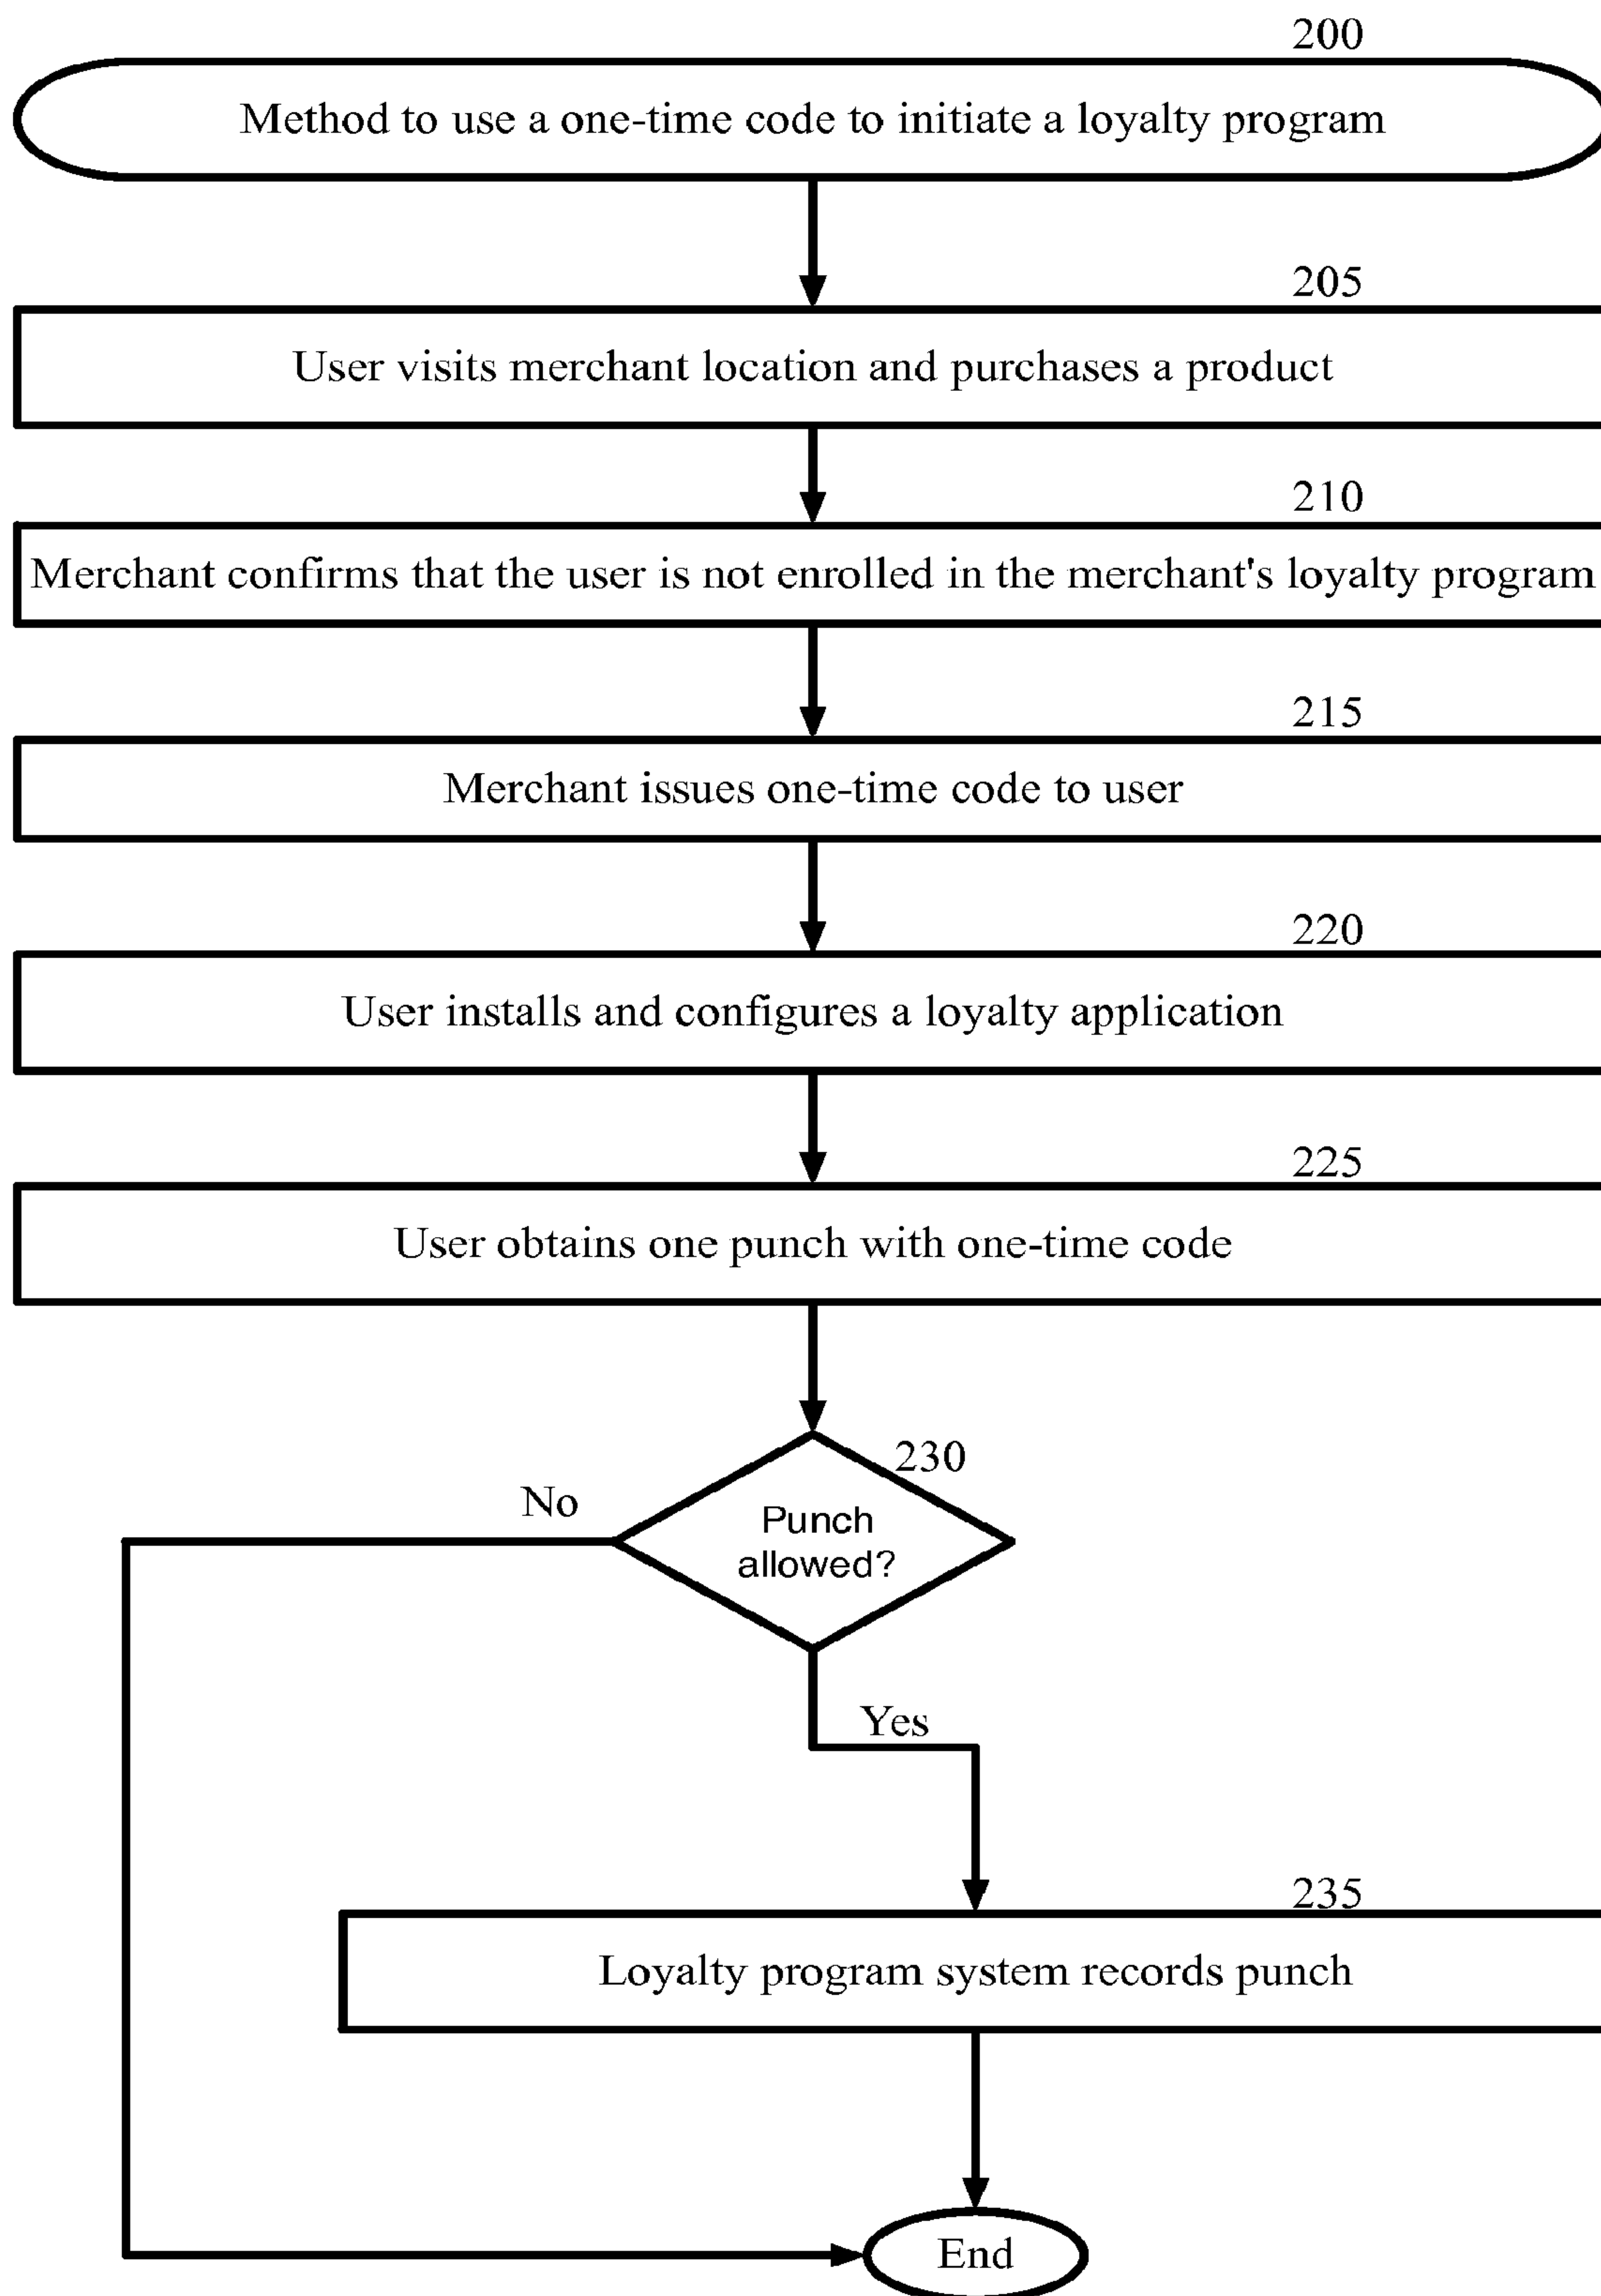 200
Method to use a one-time code to initiate a loyalty program
205
User visits merchant location and purchases a product
210
Merchant confirms that the user is not enrolled in the merchant's loyalty program
215
Merchant issues one-time code to user
220
User installs and configures a loyalty application
225
User obtains one punch with one-time code
230
No
Punch
allowed?
Yes
235
Loyalty program system records punch
End